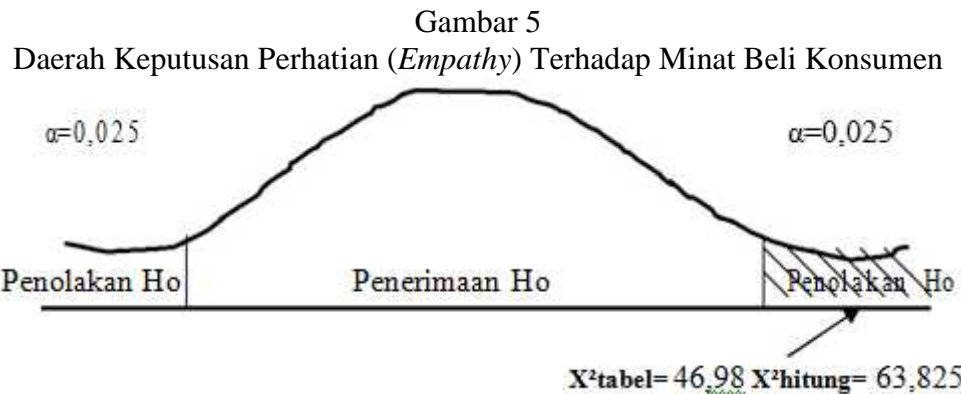 Gambar 5
Daerah Keputusan Perhatian (Empathy) Terhadap Minat Beli Konsumen
α=0,025 α=0,025
Penolakan Ho Penerimaan Ho Penolakan Ho
X²tabel= 46,98 X²hitung= 63,825